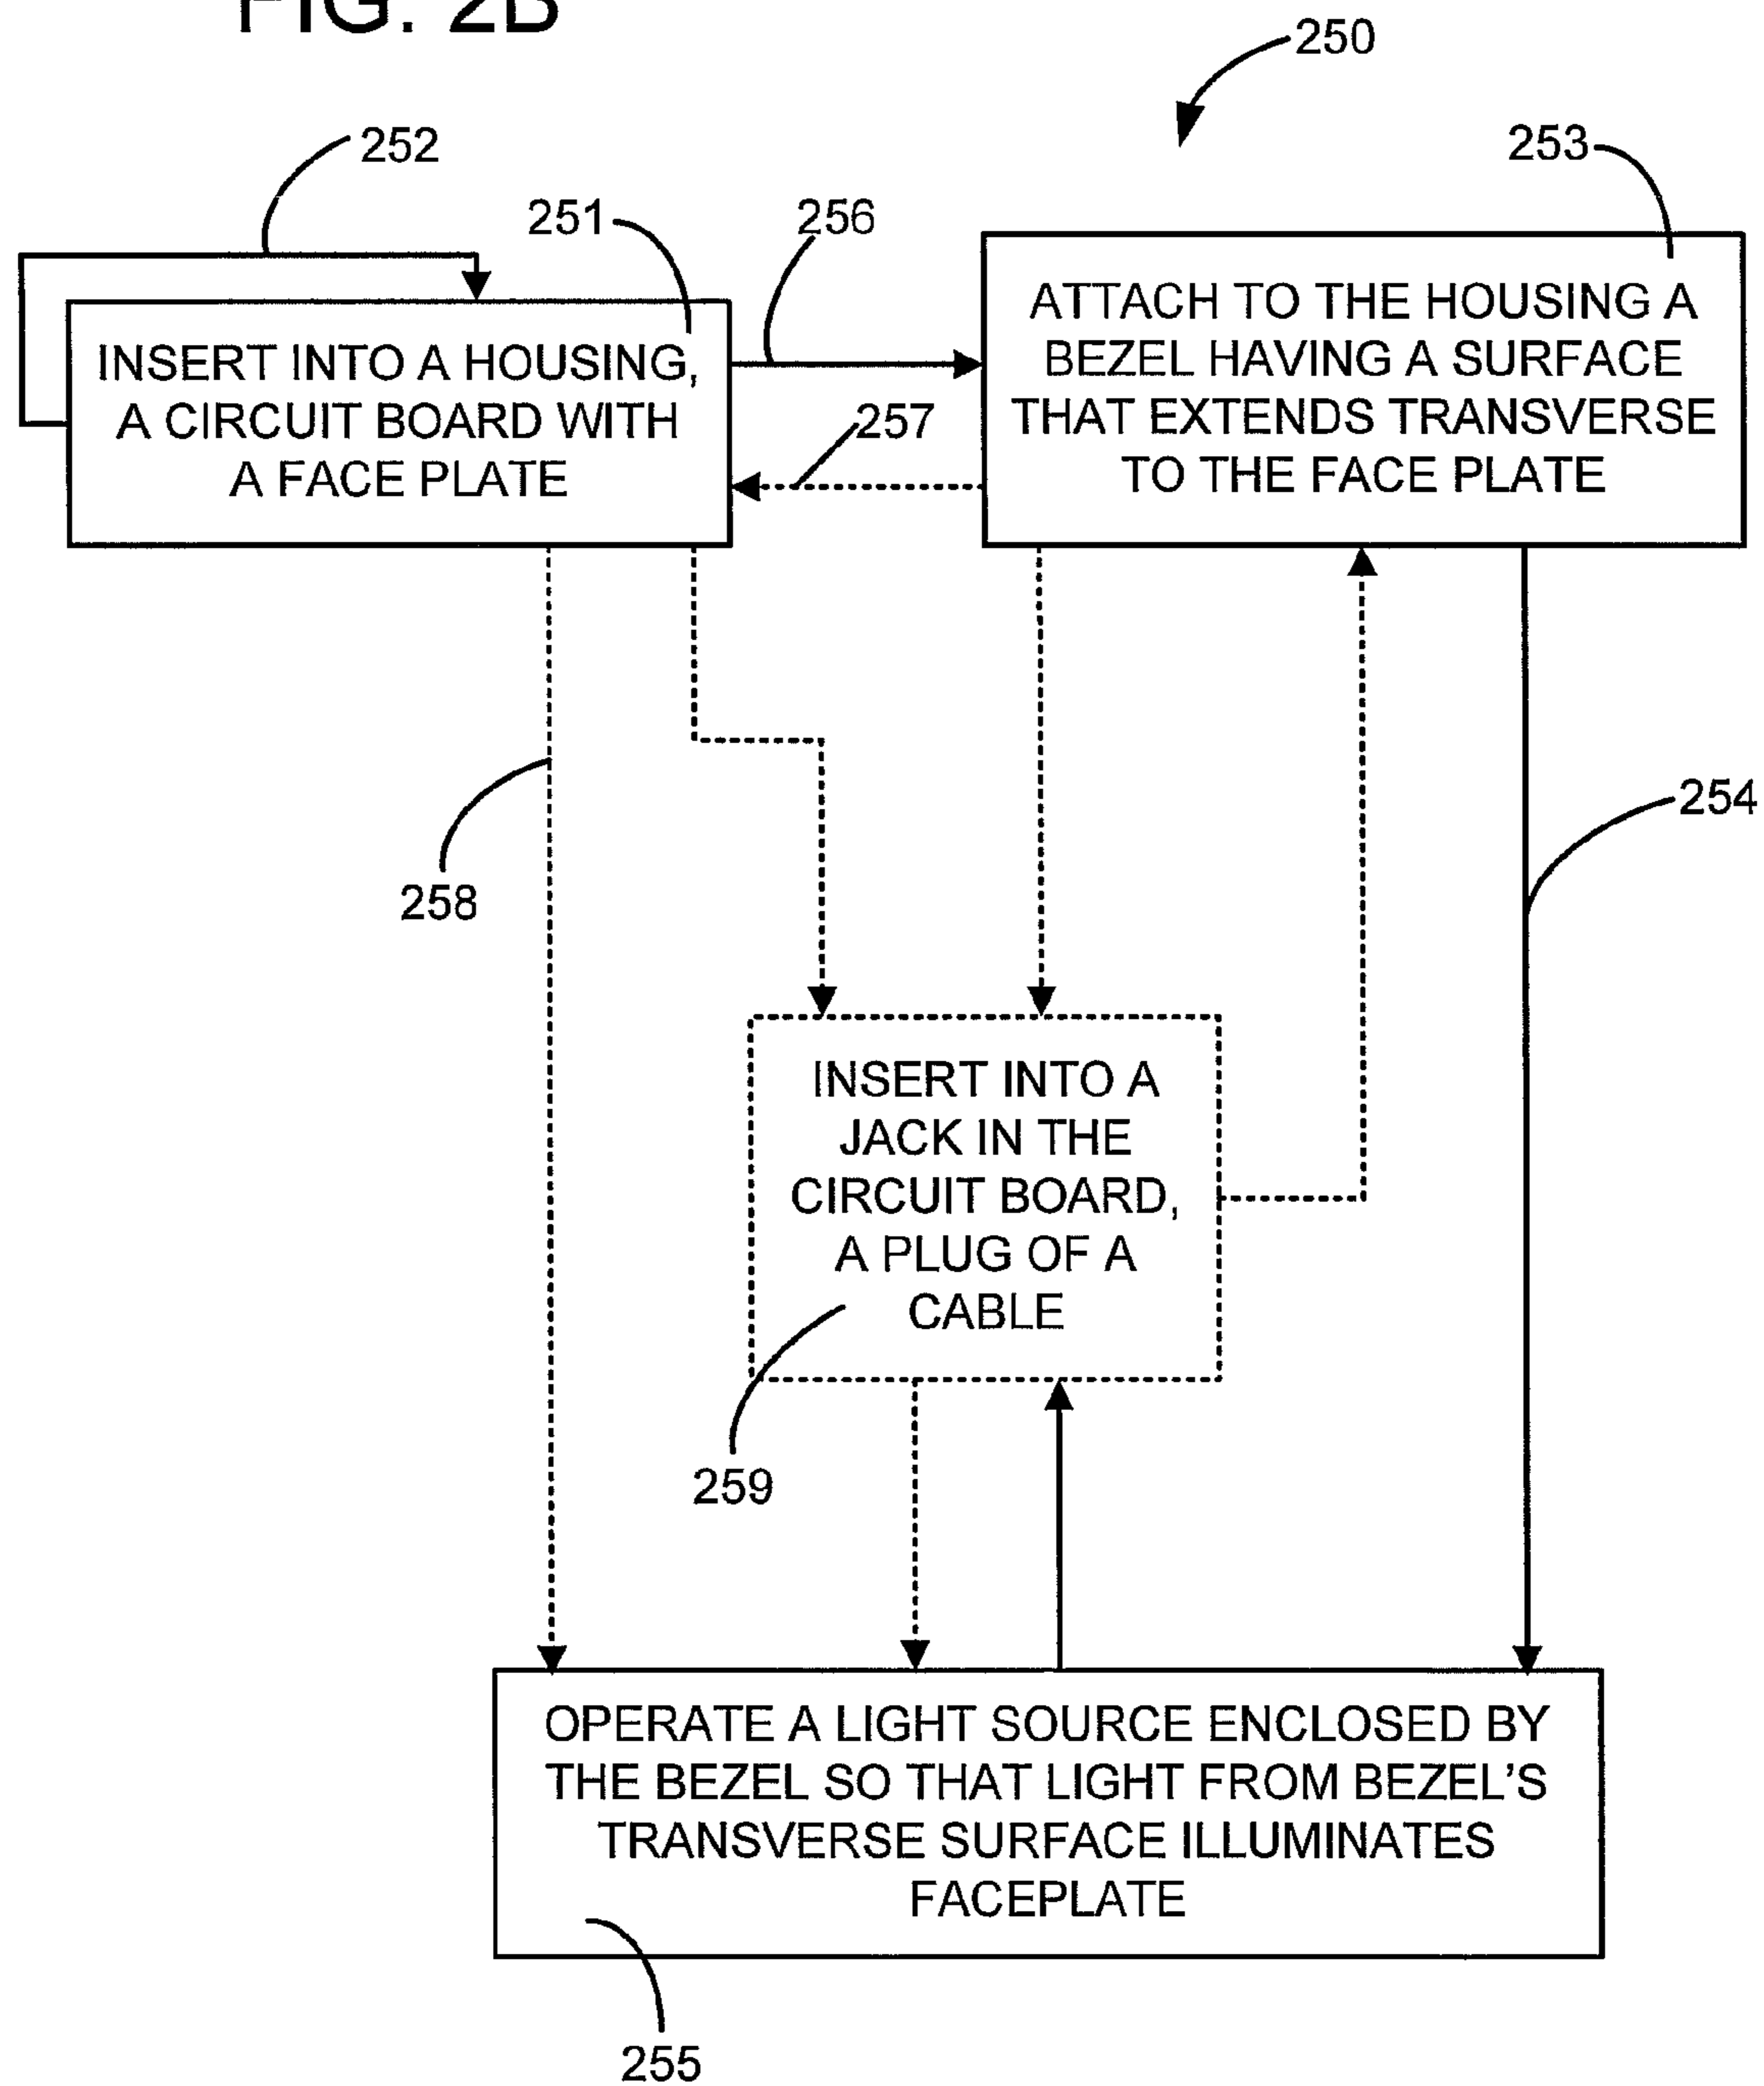 FIG. 2B
250
252
253
251
256
INSERT INTO A HOUSING,
A CIRCUIT BOARD WITH
A FACE PLATE
257
ATTACH TO THE HOUSING A
BEZEL HAVING A SURFACE
THAT EXTENDS TRANSVERSE
TO THE FACE PLATE
254
258
INSERT INTO A
JACK IN THE
CIRCUIT BOARD,
A PLUG OF A
CABLE
259
OPERATE A LIGHT SOURCE ENCLOSED BY
THE BEZEL SO THAT LIGHT FROM BEZEL'S
TRANSVERSE SURFACE ILLUMINATES
FACEPLATE
255